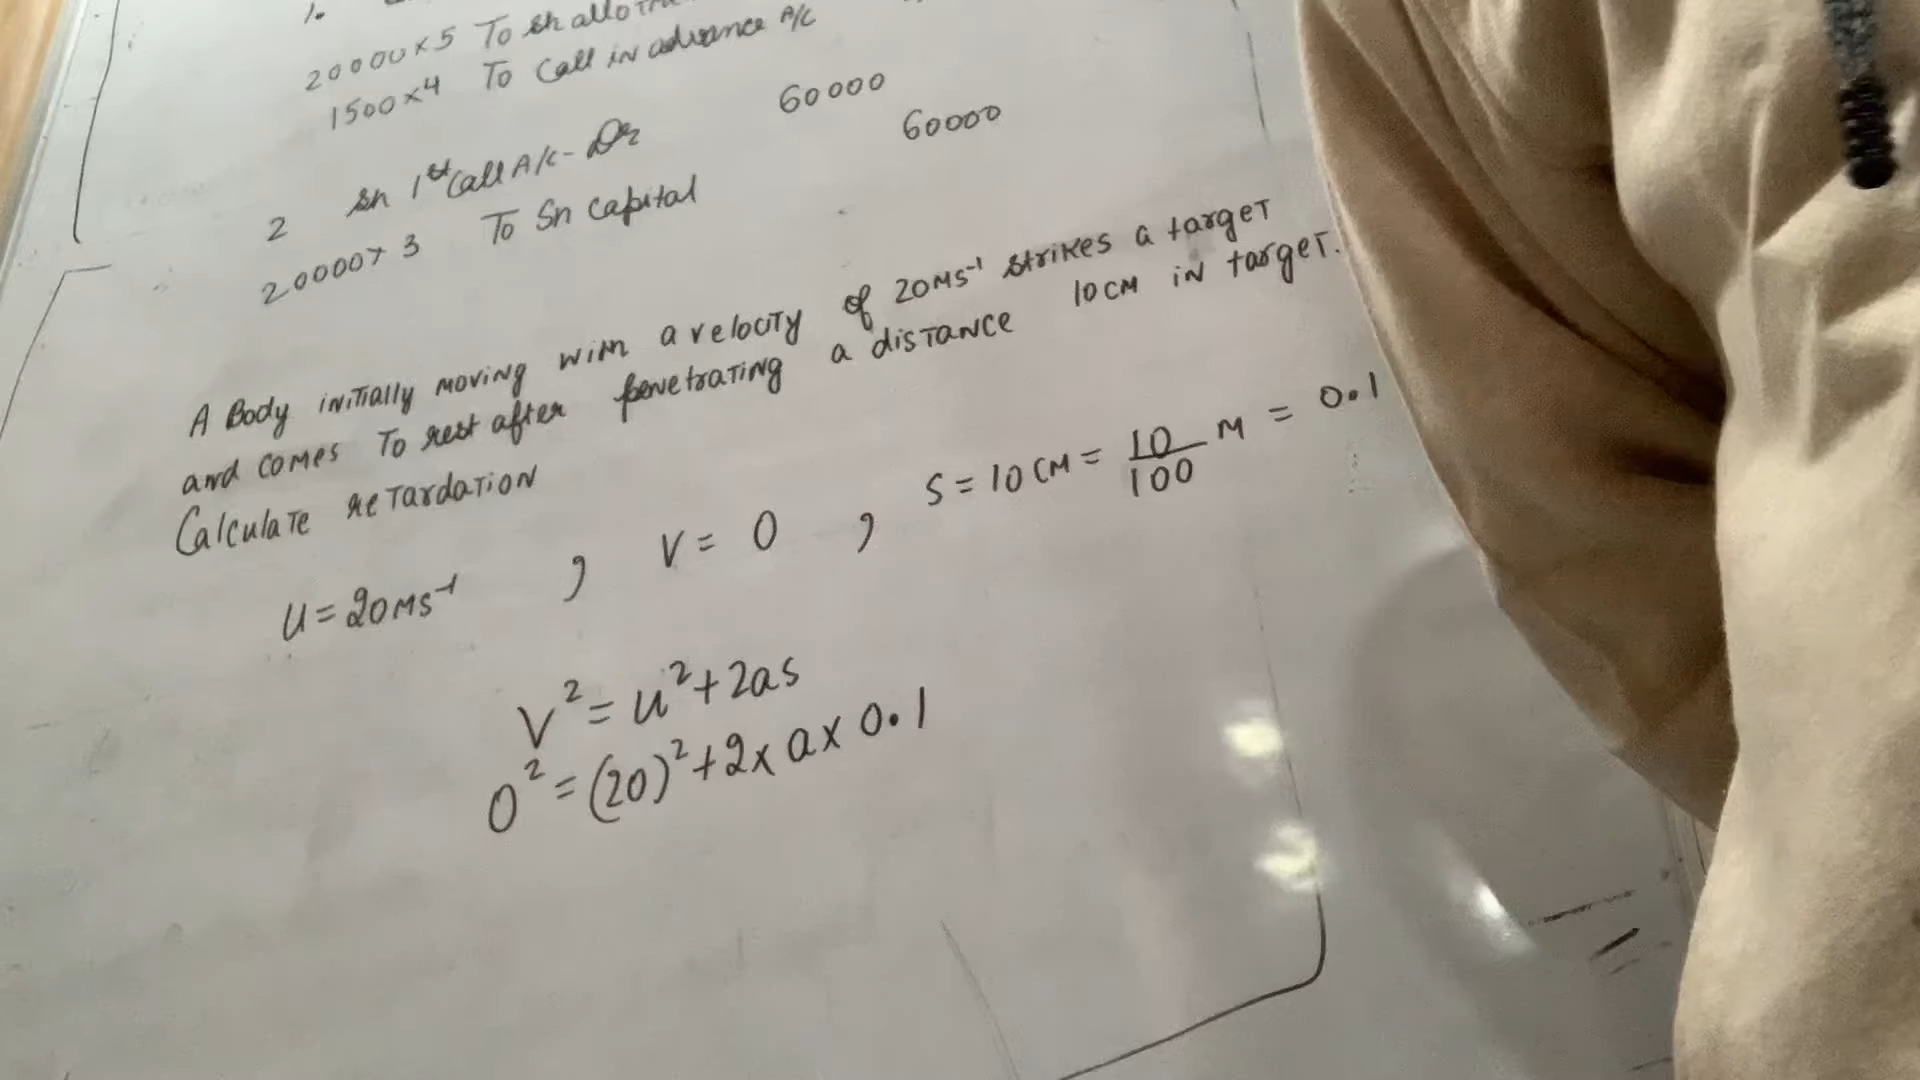 1.
20000×5 To sh allotm
1500×4 To Call in advance A/C
2 Sh 1st Call A/C - Dr 60000
20000×3 To Sh capital 60000
A Body initially moving with a velocity of 20ms⁻¹ strikes a target
and comes To rest after penetrating a distance 10cm in target.
Calculate reTardation
u = 20ms⁻¹ , v = 0 , s = 10 cm = 10/100 m = 0.1
v² = u² + 2as
0² = (20)² + 2 × a × 0.1